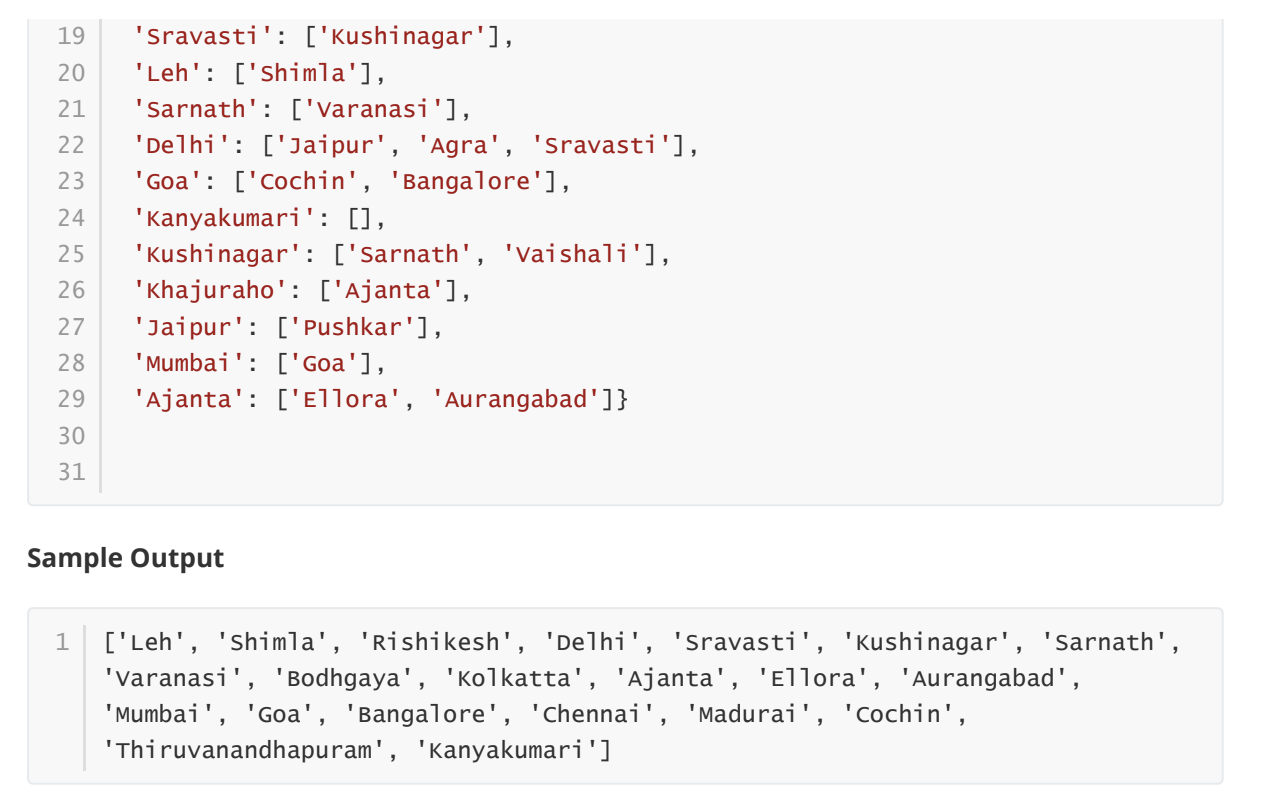 19 'Sravasti': ['Kushinagar'],
20 'Leh': ['Shimla'],
21 'Sarnath': ['Varanasi'],
22 'Delhi': ['Jaipur', 'Agra', 'Sravasti'],
23 'Goa': ['Cochin', 'Bangalore'],
24 'Kanyakumari': [],
25 'Kushinagar': ['Sarnath', 'Vaishali'],
26 'Khajuraho': ['Ajanta'],
27 'Jaipur': ['Pushkar'],
28 'Mumbai': ['Goa'],
29 'Ajanta': ['Ellora', 'Aurangabad']}
30
31
Sample Output
1 ['Leh', 'Shimla', 'Rishikesh', 'Delhi', 'Sravasti', 'Kushinagar', 'Sarnath',
'Varanasi', 'Bodhgaya', 'Kolkatta', 'Ajanta', 'Ellora', 'Aurangabad',
'Mumbai', 'Goa', 'Bangalore', 'Chennai', 'Madurai', 'Cochin',
'Thiruvanandhapuram', 'Kanyakumari']